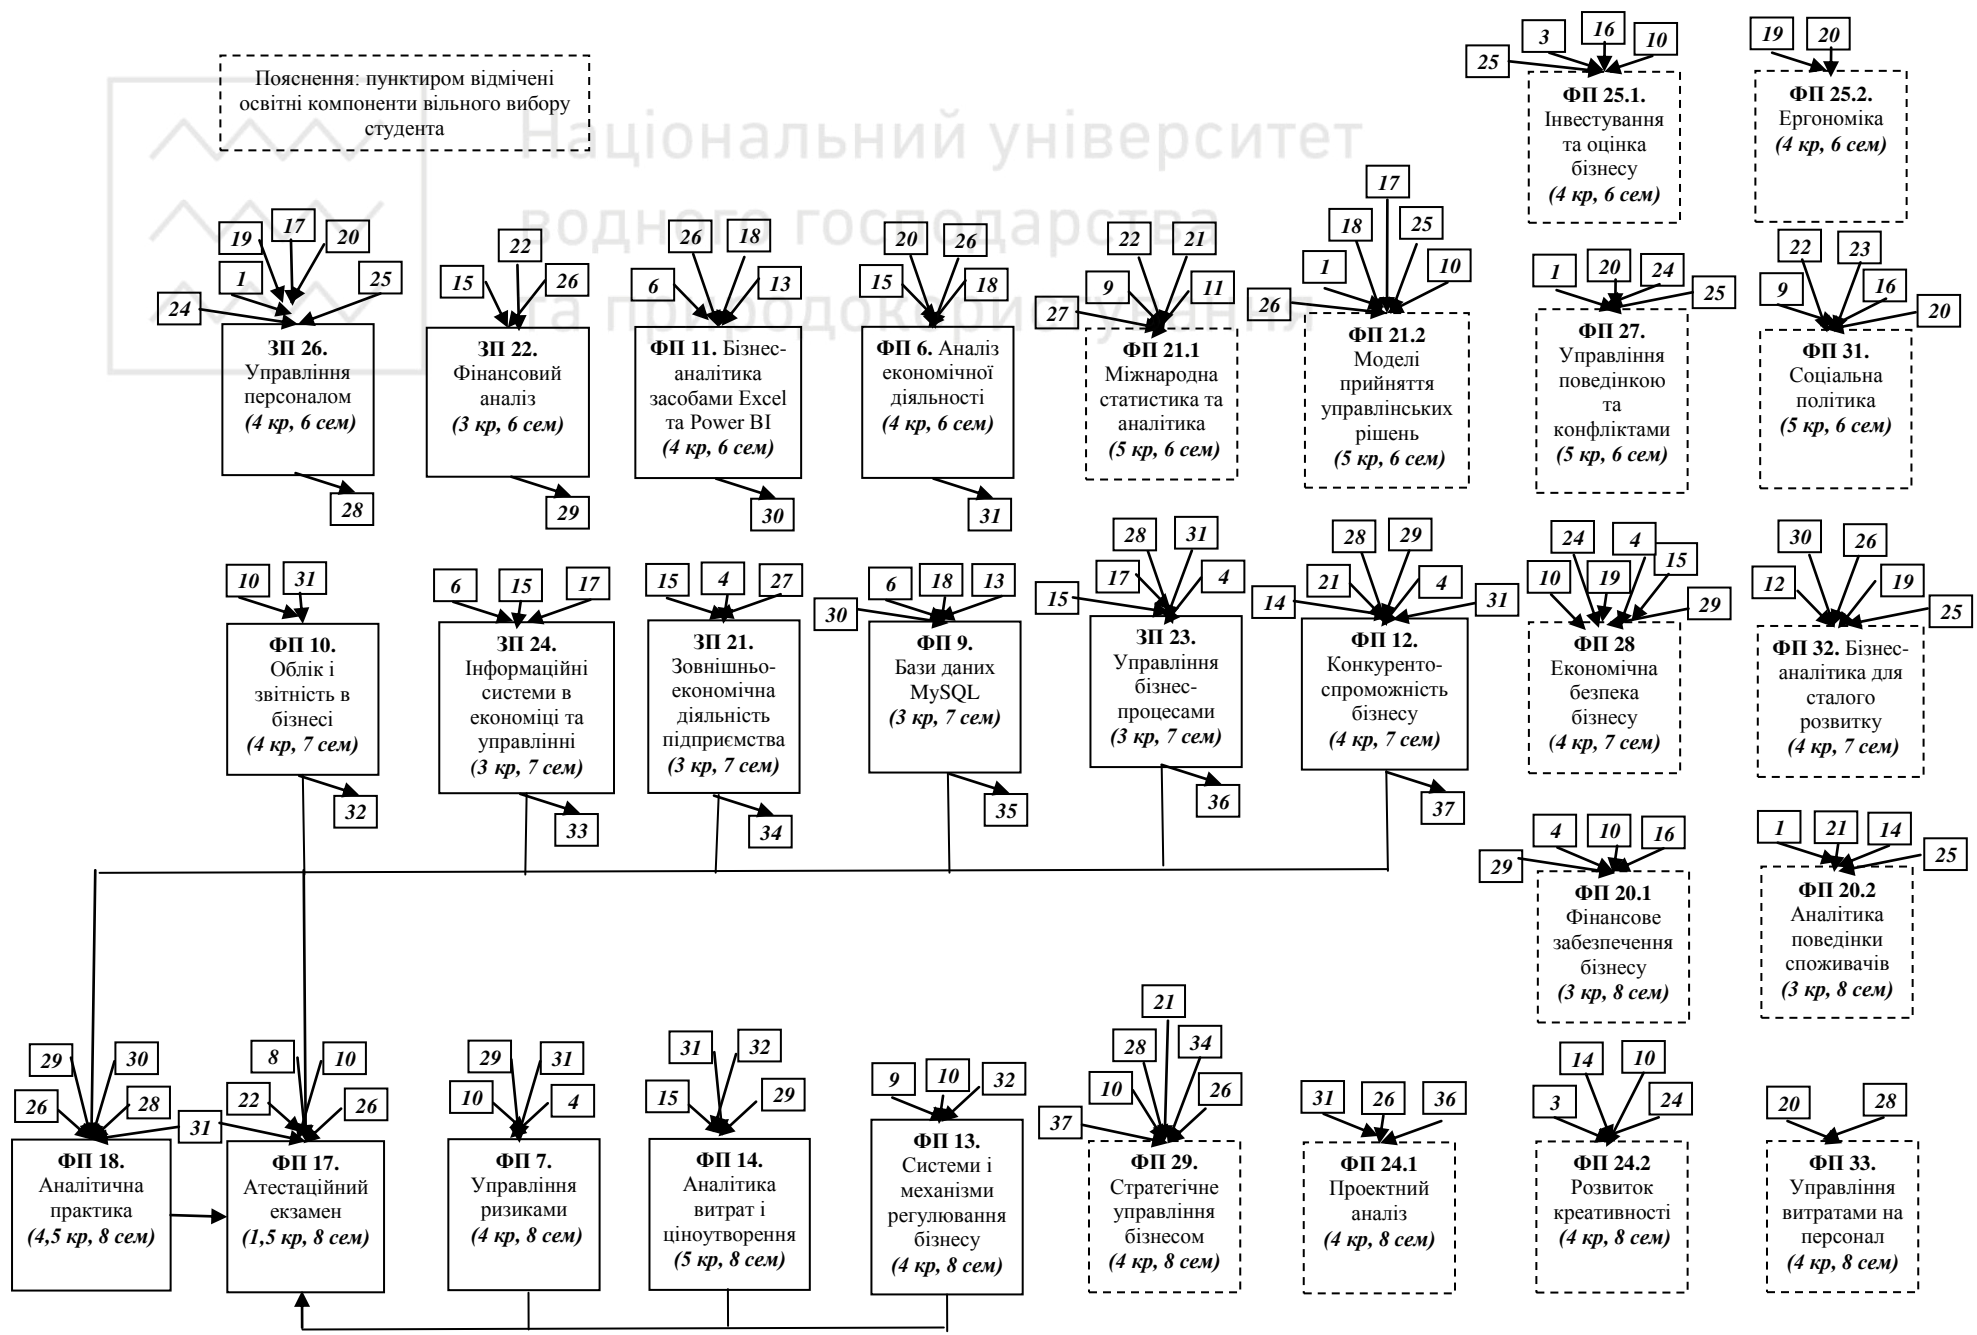 3
16
10
25
19
20
Пояснення: пунктиром відмічені
освітні компоненти вільного вибору
студента
Національний університет
водного господарства
та природокористування
ФП 25.1.
Інвестування
та оцінка
бізнесу
(4 кр, 6 сем)
ФП 25.2.
Ергономіка
(4 кр, 6 сем)
19
17
20
1
25
24
ЗП 26.
Управління
персоналом
(4 кр, 6 сем)
28
22
15
26
ЗП 22.
Фінансовий
аналіз
(3 кр, 6 сем)
29
26
18
6
13
ФП 11. Бізнес-
аналітика
засобами Excel
та Power BI
(4 кр, 6 сем)
30
20
26
15
18
ФП 6. Аналіз
економічної
діяльності
(4 кр, 6 сем)
31
22
21
9
11
27
ФП 21.1
Міжнародна
статистика та
аналітика
(5 кр, 6 сем)
17
18
25
1
10
26
ФП 21.2
Моделі
прийняття
управлінських
рішень
(5 кр, 6 сем)
1
20
24
25
ФП 27.
Управління
поведінкою
та
конфліктами
(5 кр, 6 сем)
22
23
9
16
20
ФП 31.
Соціальна
політика
(5 кр, 6 сем)
10
31
ФП 10.
Облік і
звітність в
бізнесі
(4 кр, 7 сем)
32
6
15
17
ЗП 24.
Інформаційні
системи в
економіці та
управлінні
(3 кр, 7 сем)
33
15
4
27
ЗП 21.
Зовнішньо-
економічна
діяльність
підприємства
(3 кр, 7 сем)
34
6
18
13
30
ФП 9.
Бази даних
MySQL
(3 кр, 7 сем)
35
28
31
17
4
15
ЗП 23.
Управління
бізнес-
процесами
(3 кр, 7 сем)
36
28
29
21
4
14
31
ФП 12.
Конкуренто-
спроможність
бізнесу
(4 кр, 7 сем)
37
24
4
10
19
15
29
ФП 28
Економічна
безпека
бізнесу
(4 кр, 7 сем)
30
26
12
19
25
ФП 32. Бізнес-
аналітика для
сталого
розвитку
(4 кр, 7 сем)
4
10
16
29
ФП 20.1
Фінансове
забезпечення
бізнесу
(3 кр, 8 сем)
1
21
14
25
ФП 20.2
Аналітика
поведінки
споживачів
(3 кр, 8 сем)
29
30
26
28
31
ФП 18.
Аналітична
практика
(4,5 кр, 8 сем)
8
10
22
26
ФП 17.
Атестаційний
екзамен
(1,5 кр, 8 сем)
29
31
10
4
ФП 7.
Управління
ризиками
(4 кр, 8 сем)
31
32
15
29
ФП 14.
Аналітика
витрат і
ціноутворення
(5 кр, 8 сем)
9
10
32
ФП 13.
Системи і
механізми
регулювання
бізнесу
(4 кр, 8 сем)
21
28
34
10
26
37
ФП 29.
Стратегічне
управління
бізнесом
(4 кр, 8 сем)
31
26
36
ФП 24.1
Проектний
аналіз
(4 кр, 8 сем)
14
10
3
24
ФП 24.2
Розвиток
креативності
(4 кр, 8 сем)
20
28
ФП 33.
Управління
витратами на
персонал
(4 кр, 8 сем)